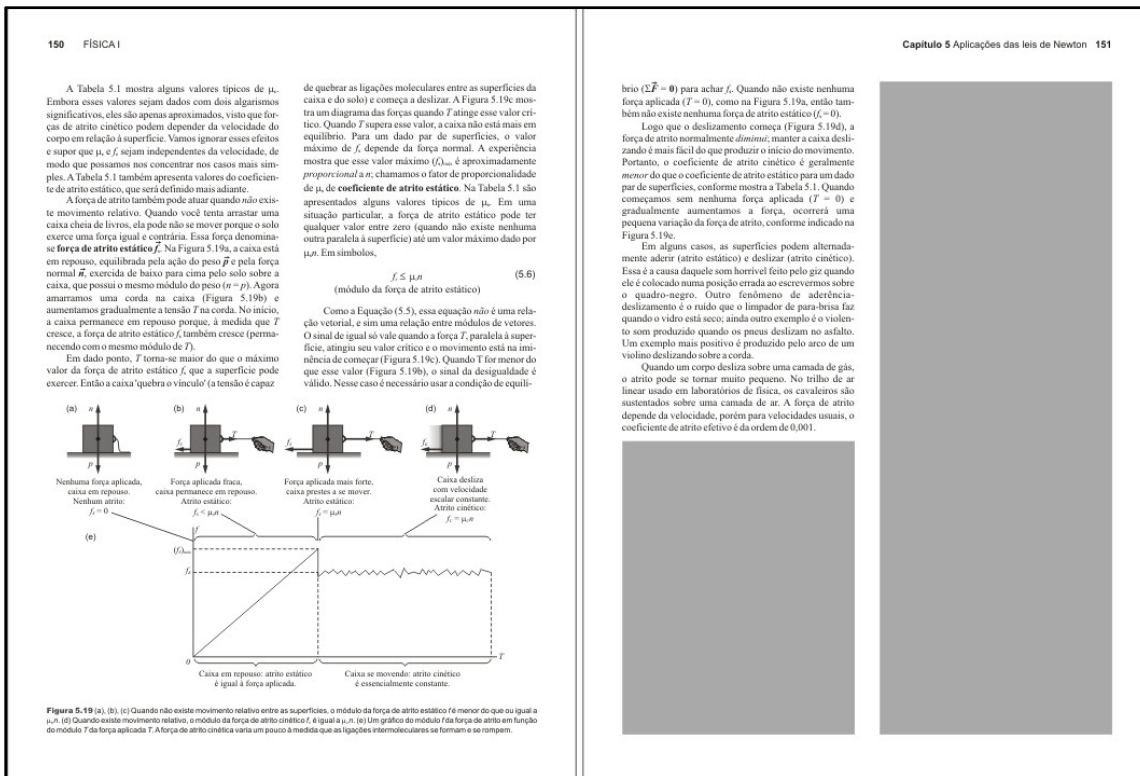 150 FÍSICA I
A Tabela 5.1 mostra alguns valores típicos de μc.
Embora esses valores sejam dados com dois algarismos
significativos, eles são apenas aproximados, visto que for-
ças de atrito cinético podem depender da velocidade do
corpo em relação à superfície. Vamos ignorar esses efeitos
e supor que μc e fc sejam independentes da velocidade, de
modo que possamos nos concentrar nos casos mais sim-
ples. A Tabela 5.1 também apresenta valores do coeficien-
te de atrito estático, que será definido mais adiante.
A força de atrito também pode atuar quando não exis-
te movimento relativo. Quando você tenta arrastar uma
caixa cheia de livros, ela pode não se mover porque o solo
exerce uma força igual e contrária. Essa força denomina-
se força de atrito estático f⃗s. Na Figura 5.19a, a caixa está
em repouso, equilibrada pela ação do peso p⃗ e pela força
normal n⃗, exercida de baixo para cima pelo solo sobre a
caixa, que possui o mesmo módulo do peso (n = p). Agora
amarramos uma corda na caixa (Figura 5.19b) e
aumentamos gradualmente a tensão T na corda. No início,
a caixa permanece em repouso porque, à medida que T
cresce, a força de atrito estático fs também cresce (perma-
necendo com o mesmo módulo de T).
Em dado ponto, T torna-se maior do que o máximo
valor da força de atrito estático fs que a superfície pode
exercer. Então a caixa 'quebra o vínculo' (a tensão é capaz
de quebrar as ligações moleculares entre as superfícies da
caixa e do solo) e começa a deslizar. A Figura 5.19c mos-
tra um diagrama das forças quando T atinge esse valor crí-
tico. Quando T supera esse valor, a caixa não está mais em
equilíbrio. Para um dado par de superfícies, o valor
máximo de fs depende da força normal. A experiência
mostra que esse valor máximo (fs)máx é aproximadamente
proporcional a n; chamamos o fator de proporcionalidade
de μs de coeficiente de atrito estático. Na Tabela 5.1 são
apresentados alguns valores típicos de μs. Em uma
situação particular, a força de atrito estático pode ter
qualquer valor entre zero (quando não existe nenhuma
outra paralela à superfície) até um valor máximo dado por
μsn. Em símbolos,
fs ≤ μsn (5.6)
(módulo da força de atrito estático)
Como a Equação (5.5), essa equação não é uma rela-
ção vetorial, e sim uma relação entre módulos de vetores.
O sinal de igual só vale quando a força T, paralela à super-
fície, atingiu seu valor crítico e o movimento está na imi-
nência de começar (Figura 5.19c). Quando T for menor do
que esse valor (Figura 5.19b), o sinal da desigualdade é
válido. Nesse caso é necessário usar a condição de equilí-
(a) n (b) n (c) n (d) n
T T T
fs fs fc
p p p p
Nenhuma força aplicada,
caixa em repouso.
Nenhum atrito:
fs = 0
Força aplicada fraca,
caixa permanece em repouso.
Atrito estático:
fs < μsn
Força aplicada mais forte,
caixa prestes a se mover.
Atrito estático:
fs = μsn
Caixa desliza
com velocidade
escalar constante.
Atrito cinético:
fc = μcn
(e)
f
(fs)máx
fk
0
T
Caixa em repouso: atrito estático
é igual à força aplicada.
Caixa se movendo: atrito cinético
é essencialmente constante.
Figura 5.19 (a), (b), (c) Quando não existe movimento relativo entre as superfícies, o módulo da força de atrito estático f é menor do que ou igual a
μsn. (d) Quando existe movimento relativo, o módulo da força de atrito cinético fc é igual a μcn. (e) Um gráfico do módulo f da força de atrito em função
do módulo T da força aplicada T. A força de atrito cinética varia um pouco à medida que as ligações intermoleculares se formam e se rompem.
Capítulo 5 Aplicações das leis de Newton 151
brio (ΣF⃗ = 0) para achar fs. Quando não existe nenhuma
força aplicada (T = 0), como na Figura 5.19a, então tam-
bém não existe nenhuma força de atrito estático (fs = 0).
Logo que o deslizamento começa (Figura 5.19d), a
força de atrito normalmente diminui; manter a caixa desli-
zando é mais fácil do que produzir o início do movimento.
Portanto, o coeficiente de atrito cinético é geralmente
menor do que o coeficiente de atrito estático para um dado
par de superfícies, conforme mostra a Tabela 5.1. Quando
começamos sem nenhuma força aplicada (T = 0) e
gradualmente aumentamos a força, ocorrerá uma
pequena variação da força de atrito, conforme indicado na
Figura 5.19e.
Em alguns casos, as superfícies podem alternada-
mente aderir (atrito estático) e deslizar (atrito cinético).
Essa é a causa daquele som horrível feito pelo giz quando
ele é colocado numa posição errada ao escrevermos sobre
o quadro-negro. Outro fenômeno de aderência-
deslizamento é o ruído que o limpador de para-brisa faz
quando o vidro está seco; ainda outro exemplo é o violen-
to som produzido quando os pneus deslizam no asfalto.
Um exemplo mais positivo é produzido pelo arco de um
violino deslizando sobre a corda.
Quando um corpo desliza sobre uma camada de gás,
o atrito pode se tornar muito pequeno. No trilho de ar
linear usado em laboratórios de física, os cavaleiros são
sustentados sobre uma camada de ar. A força de atrito
depende da velocidade, porém para velocidades usuais, o
coeficiente de atrito efetivo é da ordem de 0,001.